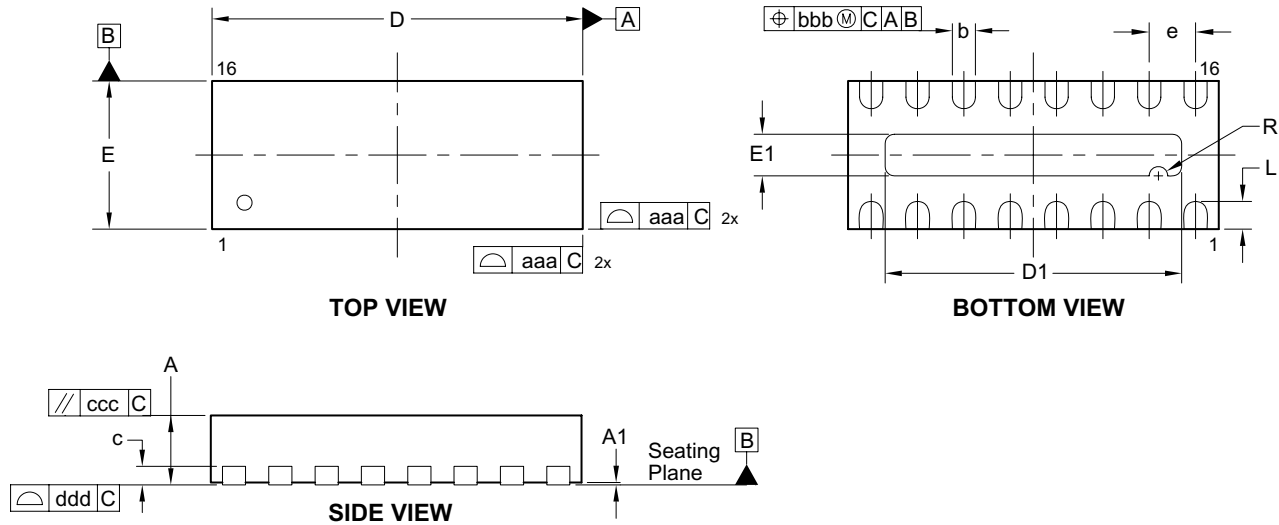 D
A
B
16
E
1
⌓ aaa C 2x
⌓ aaa C 2x
TOP VIEW
⌖ bbb Ⓜ C A B
b
e
16
E1
R
L
1
D1
BOTTOM VIEW
A
// ccc C
c
A1
Seating
Plane
B
⌓ ddd C
SIDE VIEW